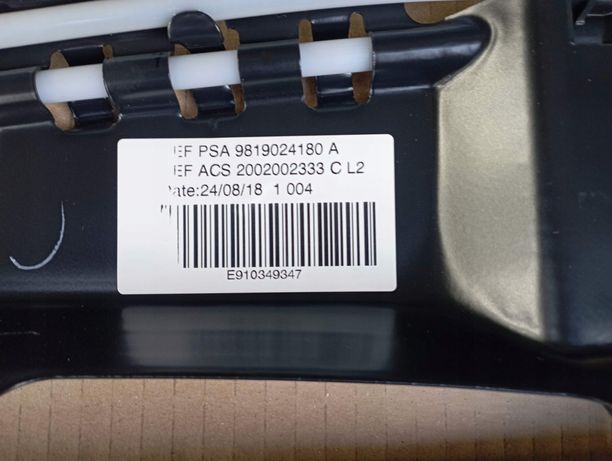 EF PSA 9819024180 A
EF ACS 2002002333 C L2
ate:24/08/18 1 004
E910349347